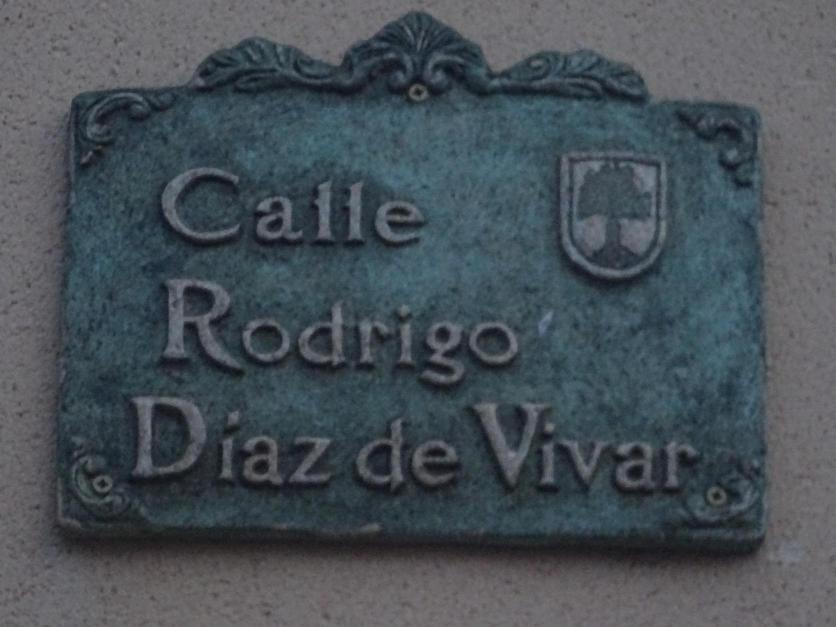 Calle
Rodrigo
Díaz de Vivar